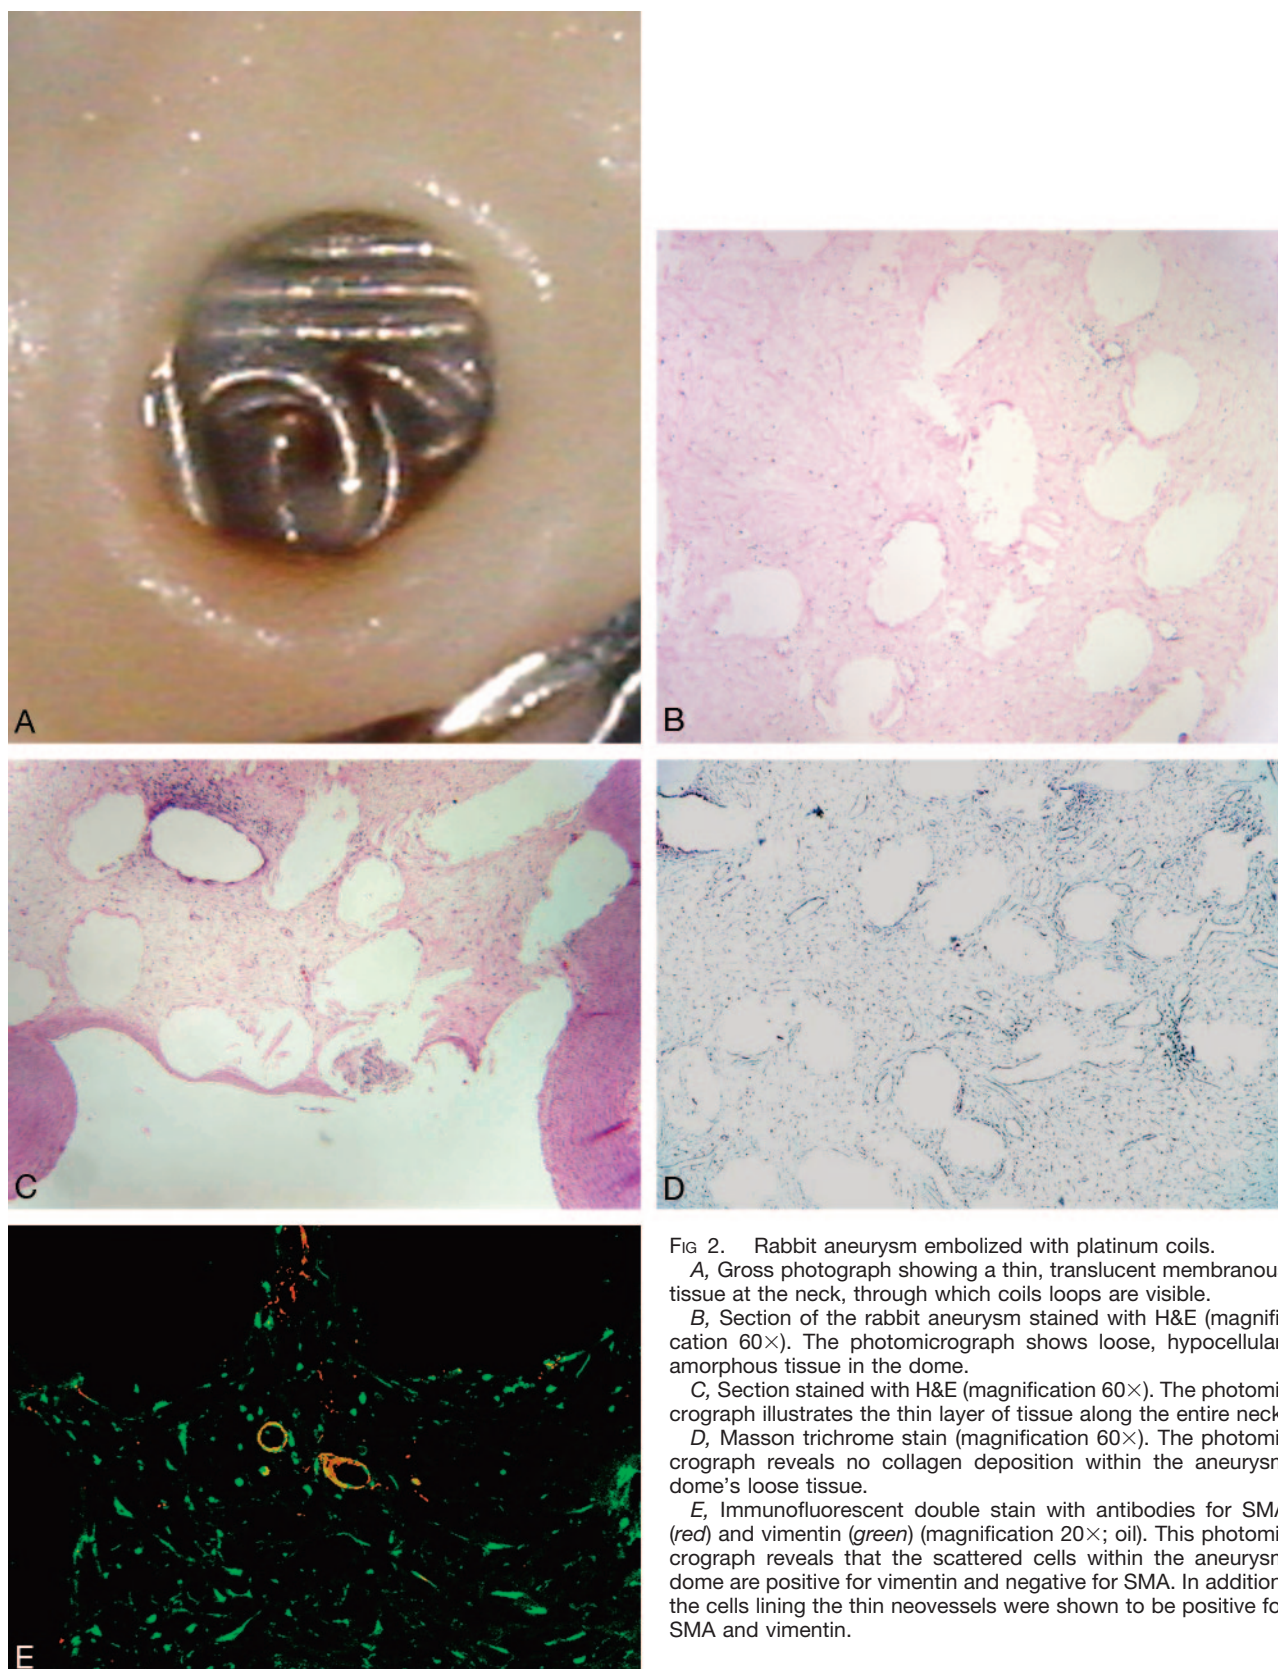 A
B
C
D
E
FIG 2. Rabbit aneurysm embolized with platinum coils.
A, Gross photograph showing a thin, translucent membranou
tissue at the neck, through which coils loops are visible.
B, Section of the rabbit aneurysm stained with H&E (magnifi
cation 60×). The photomicrograph shows loose, hypocellular
amorphous tissue in the dome.
C, Section stained with H&E (magnification 60×). The photomi
crograph illustrates the thin layer of tissue along the entire neck
D, Masson trichrome stain (magnification 60×). The photomi
crograph reveals no collagen deposition within the aneurysm
dome's loose tissue.
E, Immunofluorescent double stain with antibodies for SMA
(red) and vimentin (green) (magnification 20×; oil). This photomi
crograph reveals that the scattered cells within the aneurysm
dome are positive for vimentin and negative for SMA. In addition
the cells lining the thin neovessels were shown to be positive fo
SMA and vimentin.